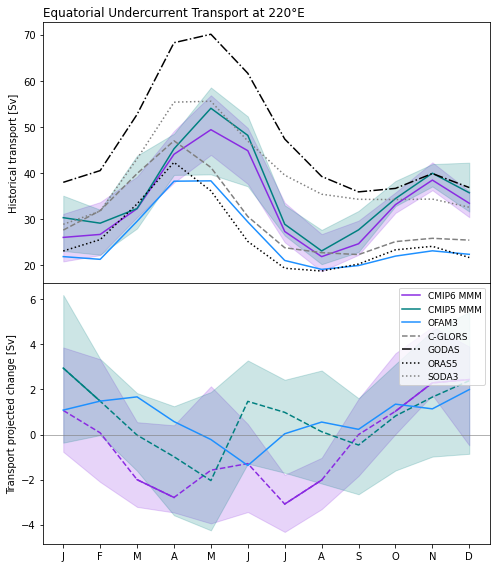 Equatorial Undercurrent Transport at 220°E
Historical transport [Sv]
70
60
50
40
30
20
Transport projected change [Sv]
6
4
2
0
−2
−4
CMIP6 MMM
CMIP5 MMM
OFAM3
C-GLORS
GODAS
ORAS5
SODA3
J F M A M J J A S O N D